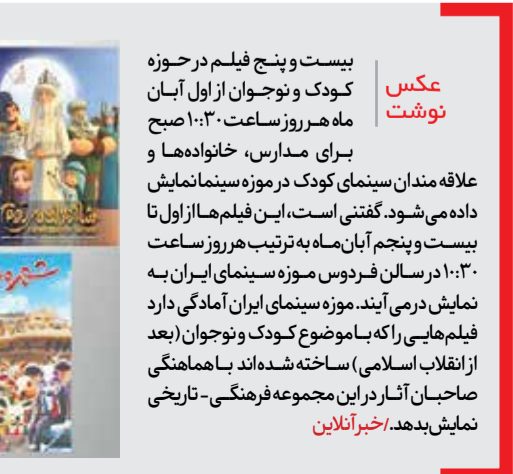 عکس
نوشت
بیست و پنج فیلم در حوزه
کودک و نوجوان از اول آبان
ماه هر روز ساعت ۱۰:۳۰ صبح
برای مدارس، خانواده‌ها و
علاقه مندان سینمای کودک در موزه سینما نمایش
داده می‌شود. گفتنی است، این فیلم‌ها از اول تا
بیست و پنجم آبان‌ماه به ترتیب هر روز ساعت
۱۰:۳۰ در سالن فردوس موزه سینمای ایران به
نمایش درمی آیند. موزه سینمای ایران آمادگی دارد
فیلم‌هایی را که با موضوع کودک و نوجوان (بعد
از انقلاب اسلامی) ساخته شده‌اند با هماهنگی
صاحبان آثار در این مجموعه فرهنگی - تاریخی
نمایش بدهد./خبرآنلاین